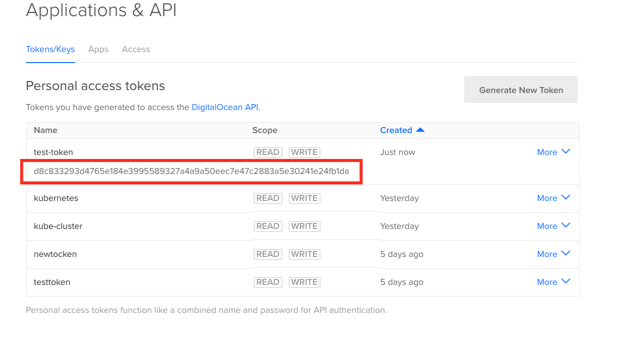 Applications & API
Tokens/Keys Apps Access
Personal access tokens
Generate New Token
Tokens you have generated to access the DigitalOcean API.
Name Scope Created
test-token READ WRITE Just now More
d8c833293d4765e184e3995589327a4a9a50eec7e47c2883a5e30241e24fb1da
kubernetes READ WRITE Yesterday More
kube-cluster READ WRITE Yesterday More
newtocken READ WRITE 5 days ago More
testtoken READ WRITE 5 days ago More
Personal access tokens function like a combined name and password for API authentication.